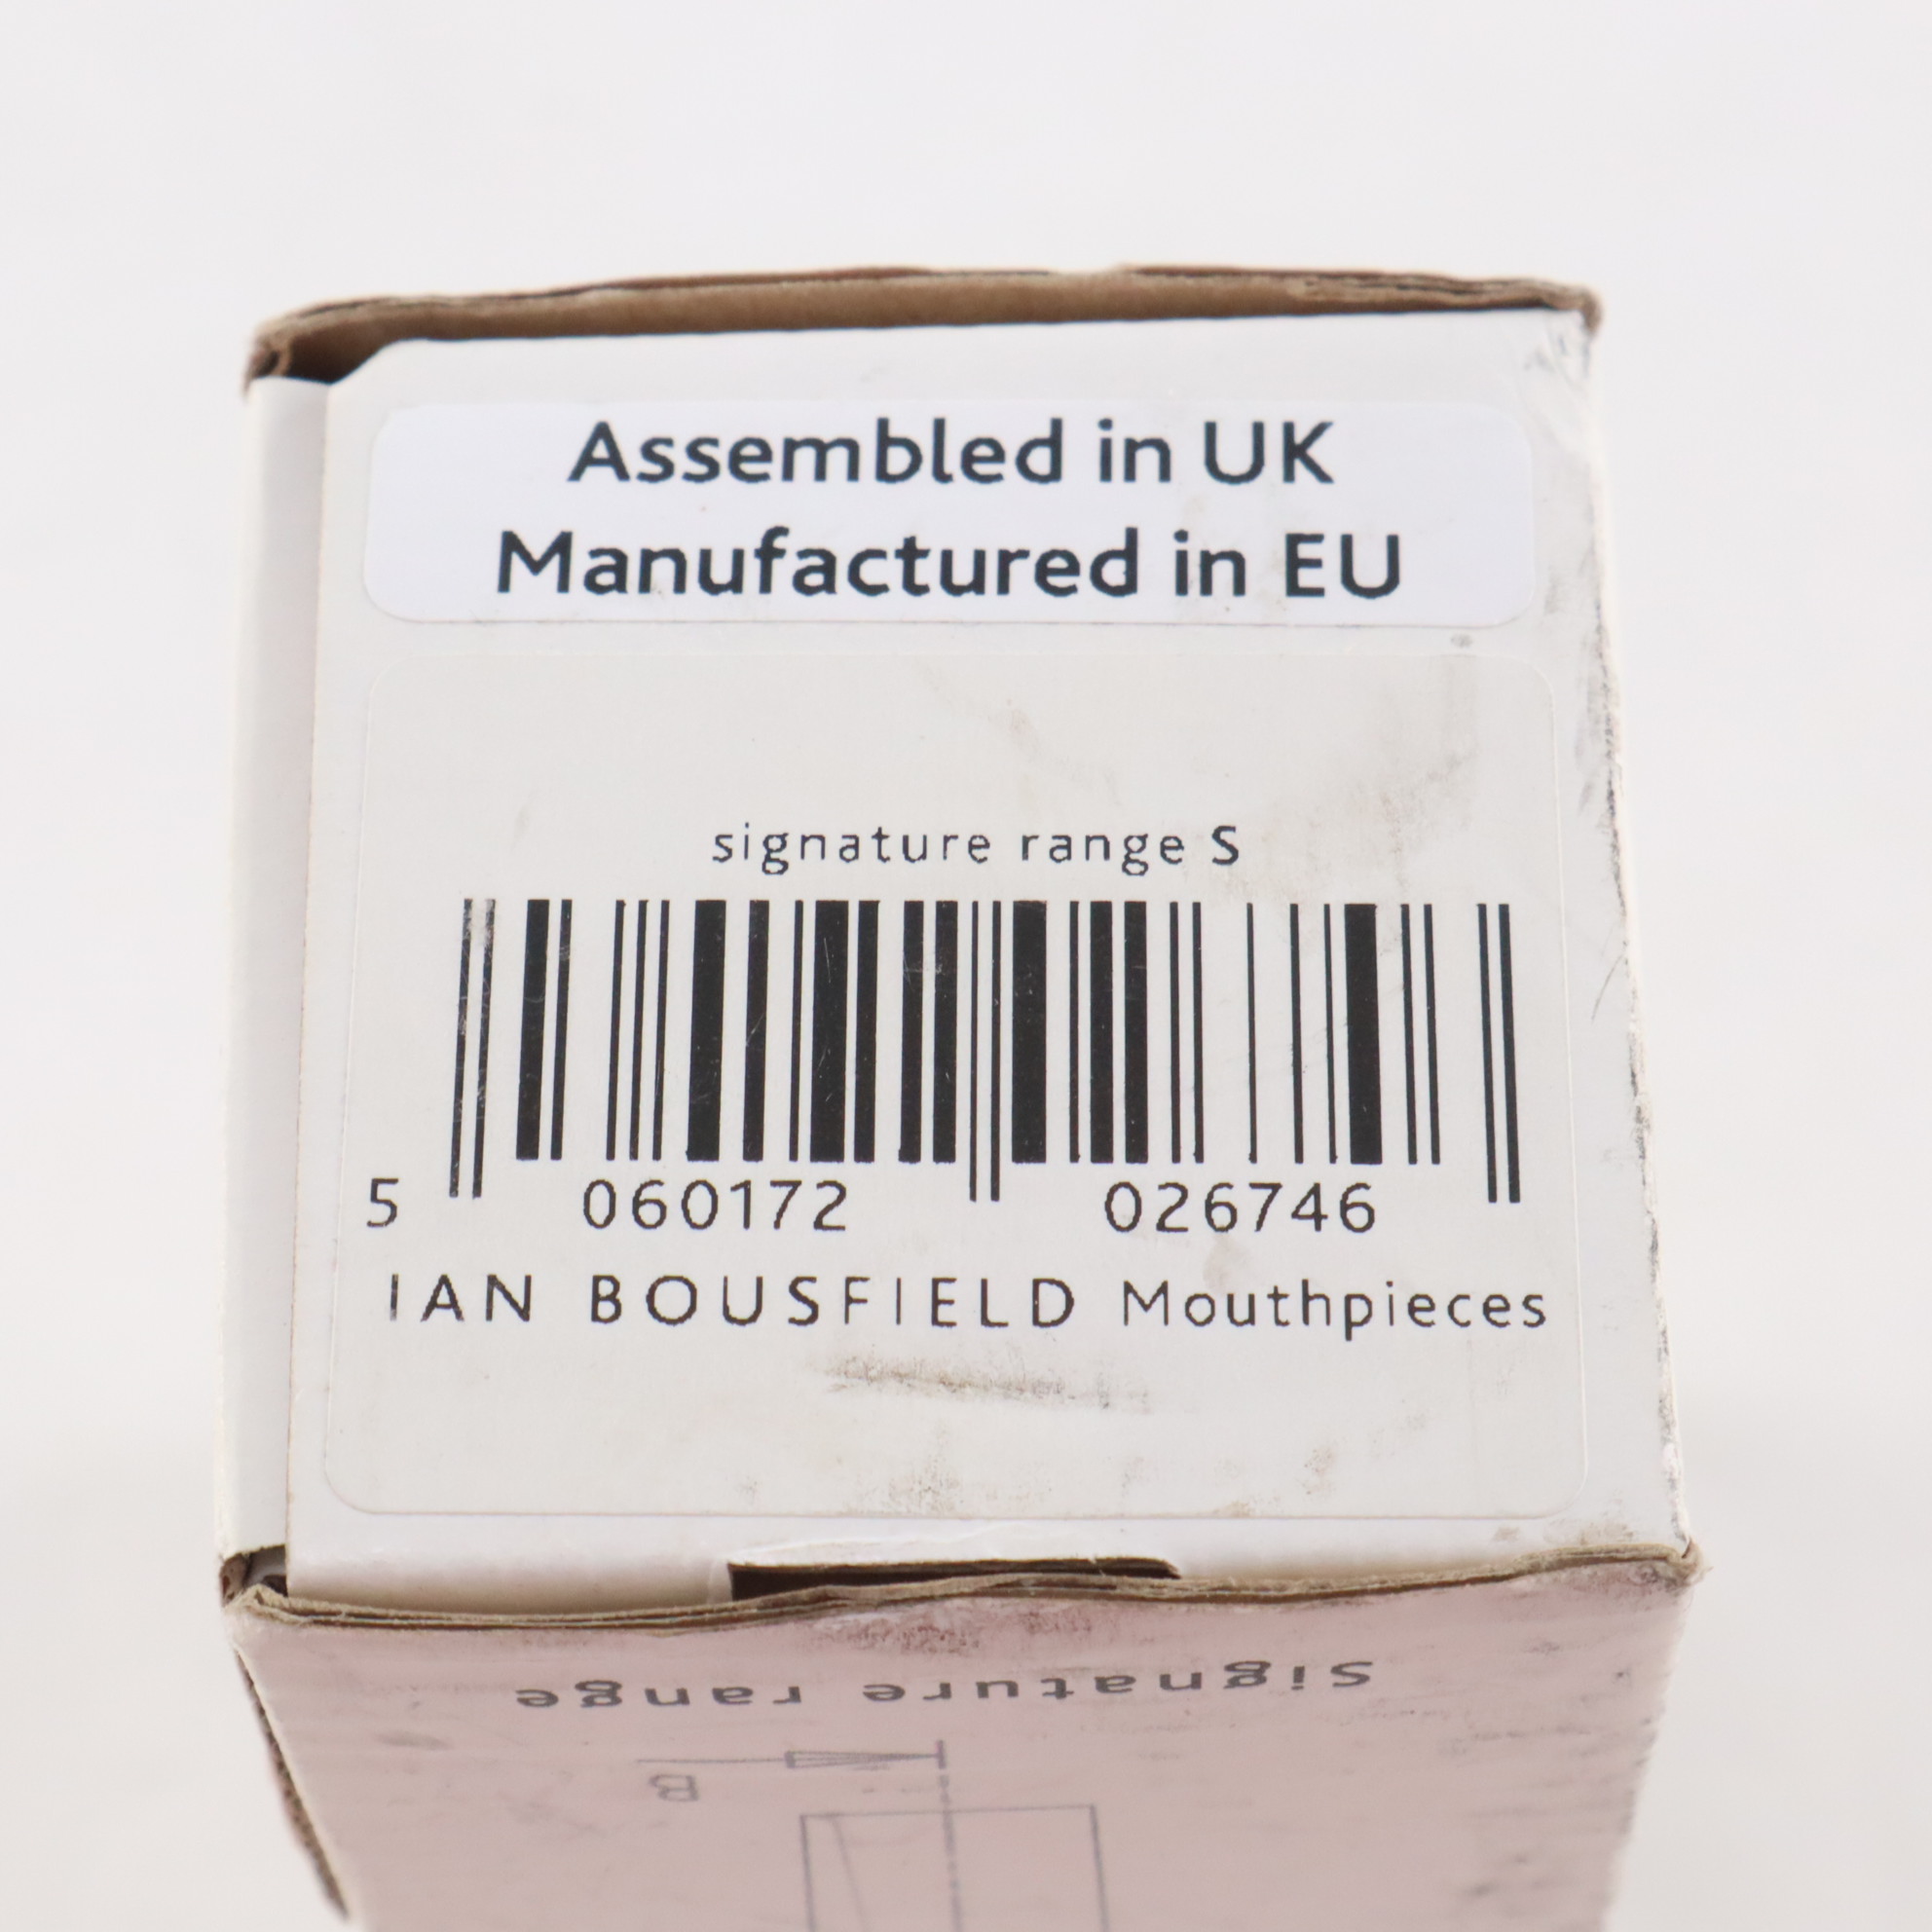 Assembled in UK
Manufactured in EU
signature range S
5 060172 026746
IAN BOUSFIELD Mouthpieces
Signature range
B